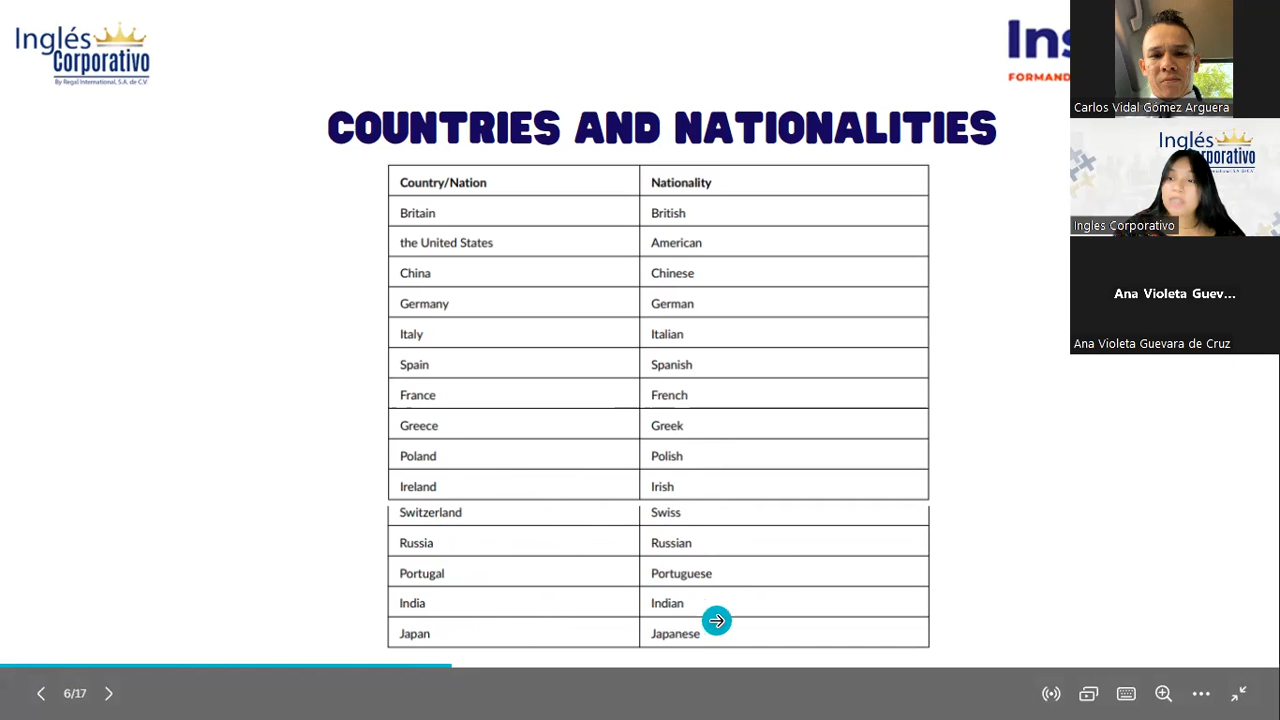 Inglés
Corporativo
By Regal International, S.A. de C.V.
Ins
FORMAND
COUNTRIES AND NATIONALITIES
Country/Nation Nationality
Britain British
the United States American
China Chinese
Germany German
Italy Italian
Spain Spanish
France French
Greece Greek
Poland Polish
Ireland Irish
Switzerland Swiss
Russia Russian
Portugal Portuguese
India Indian
Japan Japanese
Carlos Vidal Gómez Arguera
Inglés
orporativo
Ingles Corporativo
Ana Violeta Guev...
Ana Violeta Guevara de Cruz
6/17